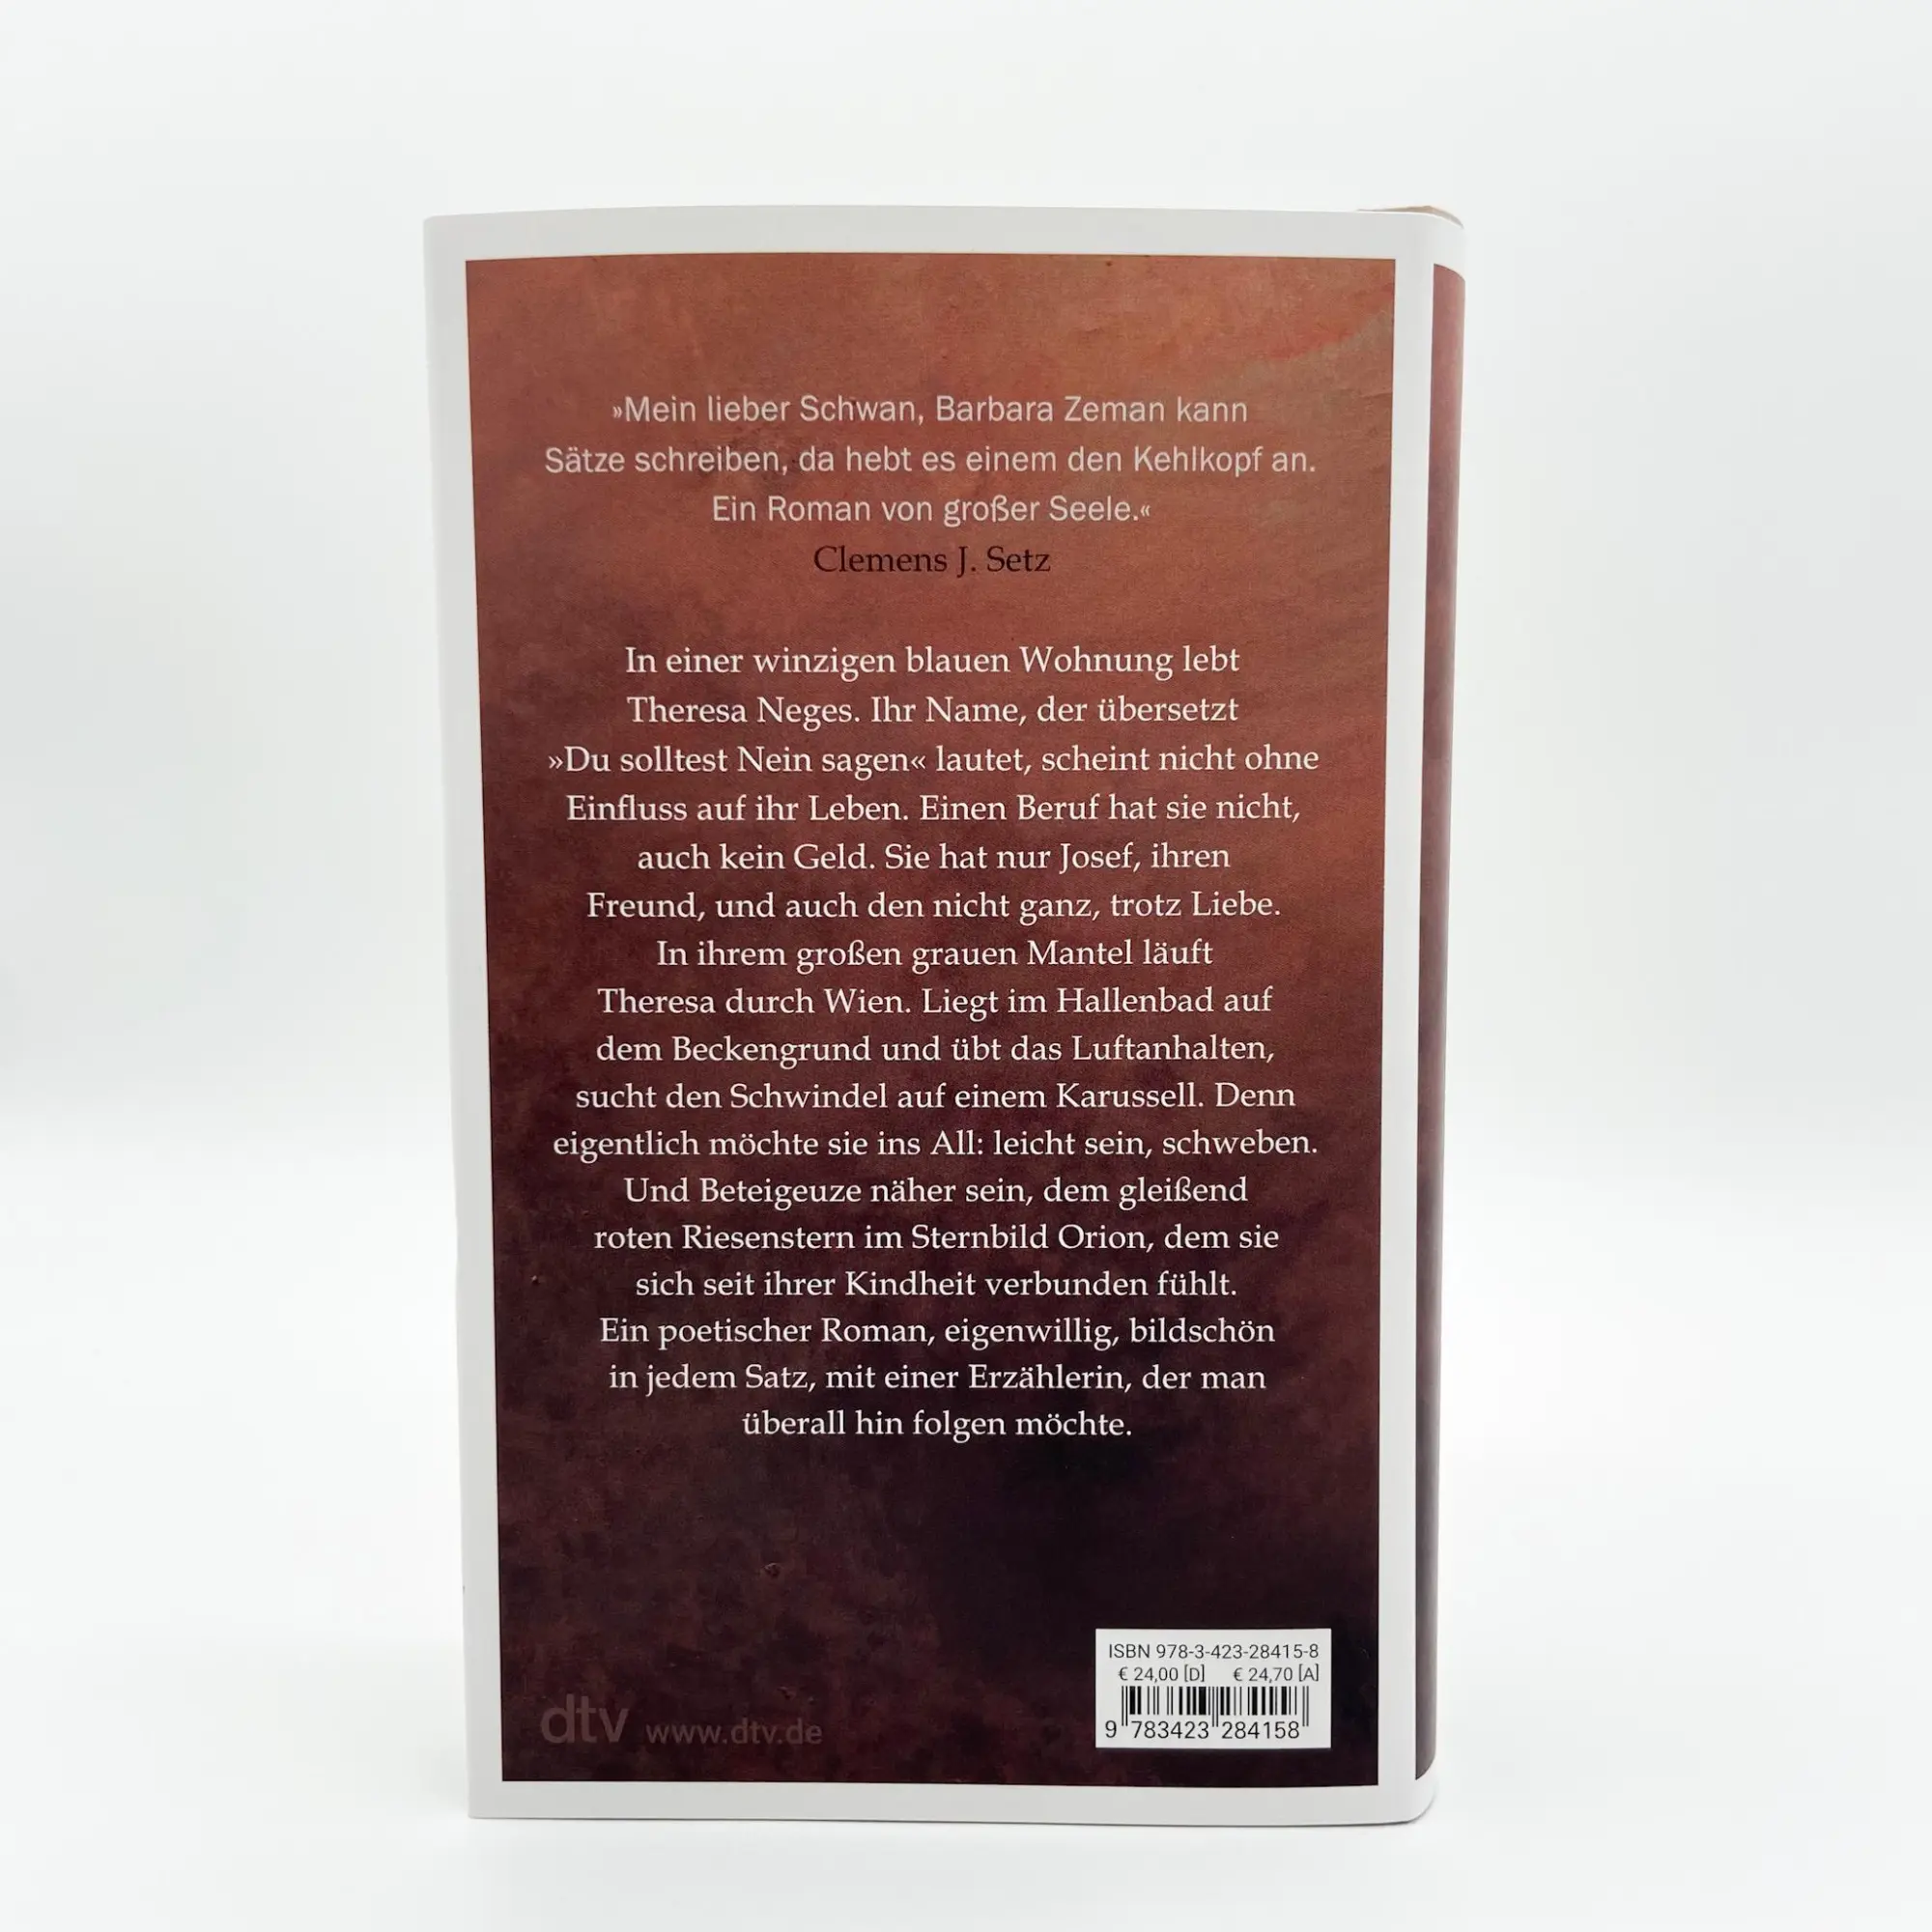 »Mein lieber Schwan, Barbara Zeman kann
Sätze schreiben, da hebt es einem den Kehlkopf an.
Ein Roman von großer Seele.«
Clemens J. Setz
In einer winzigen blauen Wohnung lebt
Theresa Neges. Ihr Name, der übersetzt
»Du solltest Nein sagen« lautet, scheint nicht ohne
Einfluss auf ihr Leben. Einen Beruf hat sie nicht,
auch kein Geld. Sie hat nur Josef, ihren
Freund, und auch den nicht ganz, trotz Liebe.
In ihrem großen grauen Mantel läuft
Theresa durch Wien. Liegt im Hallenbad auf
dem Beckengrund und übt das Luftanhalten,
sucht den Schwindel auf einem Karussell. Denn
eigentlich möchte sie ins All: leicht sein, schweben.
Und Beteigeuze näher sein, dem gleißend
roten Riesenstern im Sternbild Orion, dem sie
sich seit ihrer Kindheit verbunden fühlt.
Ein poetischer Roman, eigenwillig, bildschön
in jedem Satz, mit einer Erzählerin, der man
überall hin folgen möchte.
ISBN 978-3-423-28415-8
€ 24,00 [D] € 24,70 [A]
9 783423 284158
dtv www.dtv.de